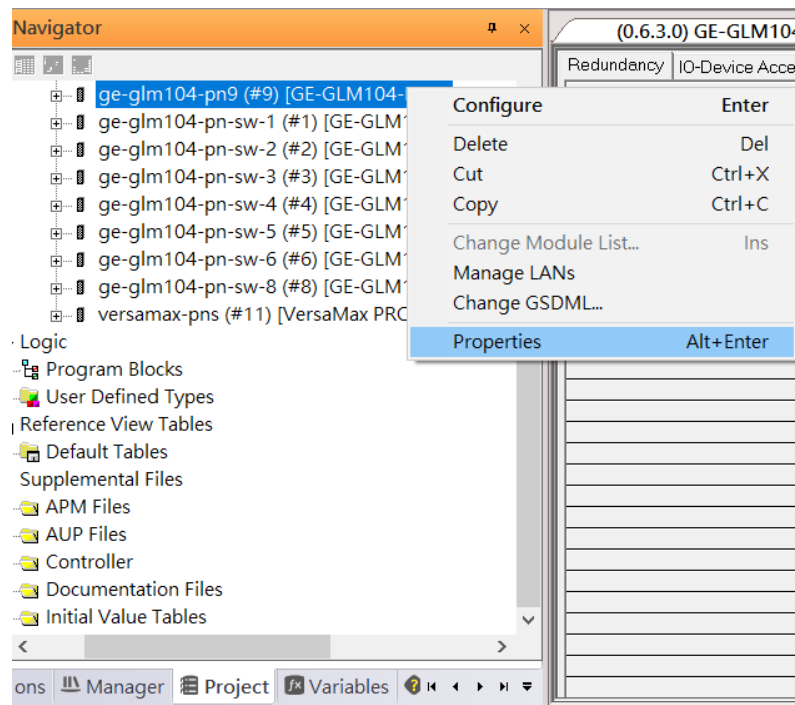 Navigator
(0.6.3.0) GE-GLM104
Redundancy
IO-Device Acce
ge-glm104-pn9 (#9) [GE-GLM104-
ge-glm104-pn-sw-1 (#1) [GE-GLM1
ge-glm104-pn-sw-2 (#2) [GE-GLM1
ge-glm104-pn-sw-3 (#3) [GE-GLM1
ge-glm104-pn-sw-4 (#4) [GE-GLM1
ge-glm104-pn-sw-5 (#5) [GE-GLM1
ge-glm104-pn-sw-6 (#6) [GE-GLM1
ge-glm104-pn-sw-8 (#8) [GE-GLM1
versamax-pns (#11) [VersaMax PRO
Configure Enter
Delete Del
Cut Ctrl+X
Copy Ctrl+C
Change Module List... Ins
Manage LANs
Change GSDML...
Properties Alt+Enter
Logic
Program Blocks
User Defined Types
Reference View Tables
Default Tables
Supplemental Files
APM Files
AUP Files
Controller
Documentation Files
Initial Value Tables
ons Manager Project Variables